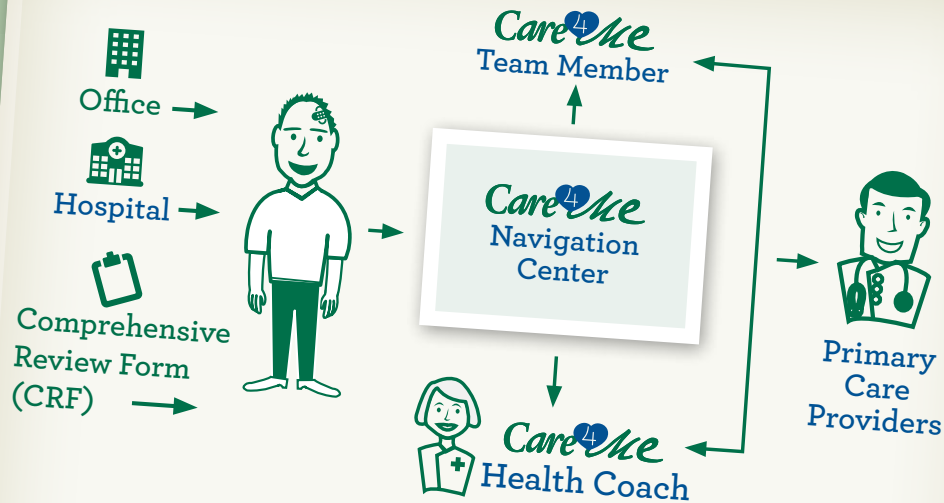 Office
Hospital
Comprehensive
Review Form
(CRF)
Care4Me
Team Member
Care4Me
Navigation
Center
Care4Me
Health Coach
Primary
Care
Providers